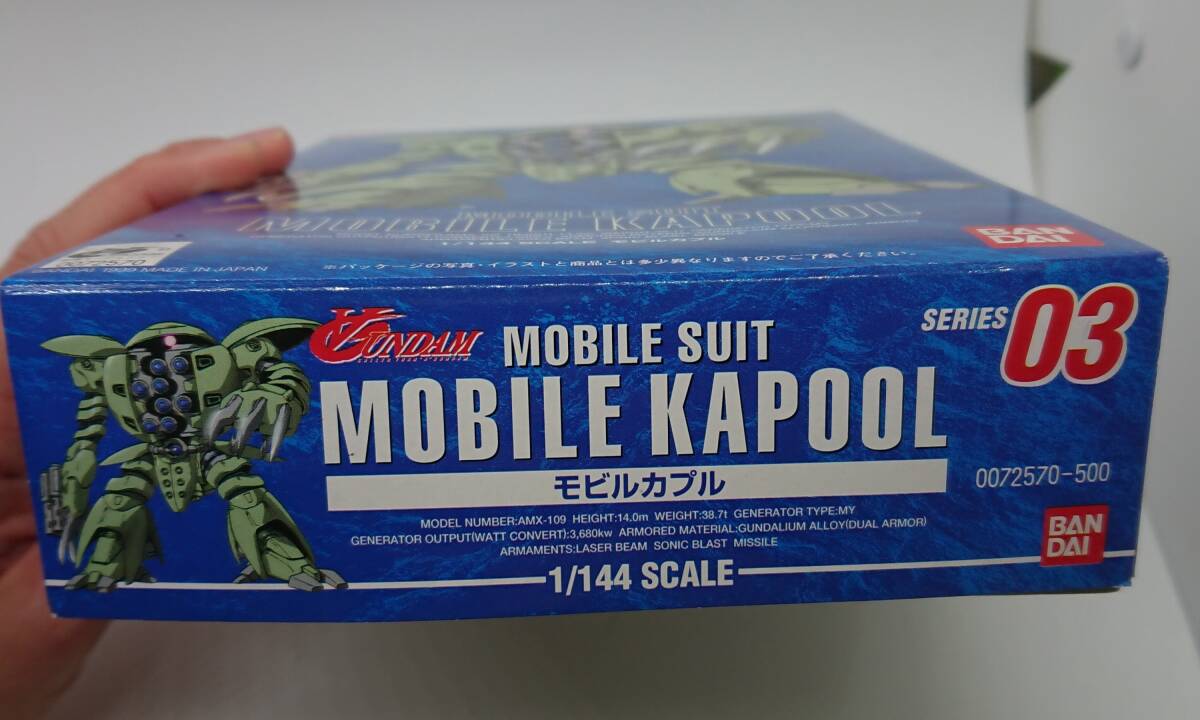 MOBILE KAPOOL
1/144 SCALE モビルカプル
BAN
DAI
BANDAI 1999 MADE IN JAPAN
※パッケージの写真・イラストと商品とは多少異なりますのでご了承ください。
GUNDAM
MOBILE SUIT
SERIES 03
MOBILE KAPOOL
モビルカプル
0072570-500
MODEL NUMBER:AMX-109 HEIGHT:14.0m WEIGHT:38.7t GENERATOR TYPE:MY
GENERATOR OUTPUT(WATT CONVERT):3,680kw ARMORED MATERIAL:GUNDALIUM ALLOY(DUAL ARMOR)
ARMAMENTS:LASER BEAM SONIC BLAST MISSILE
BAN
DAI
1/144 SCALE